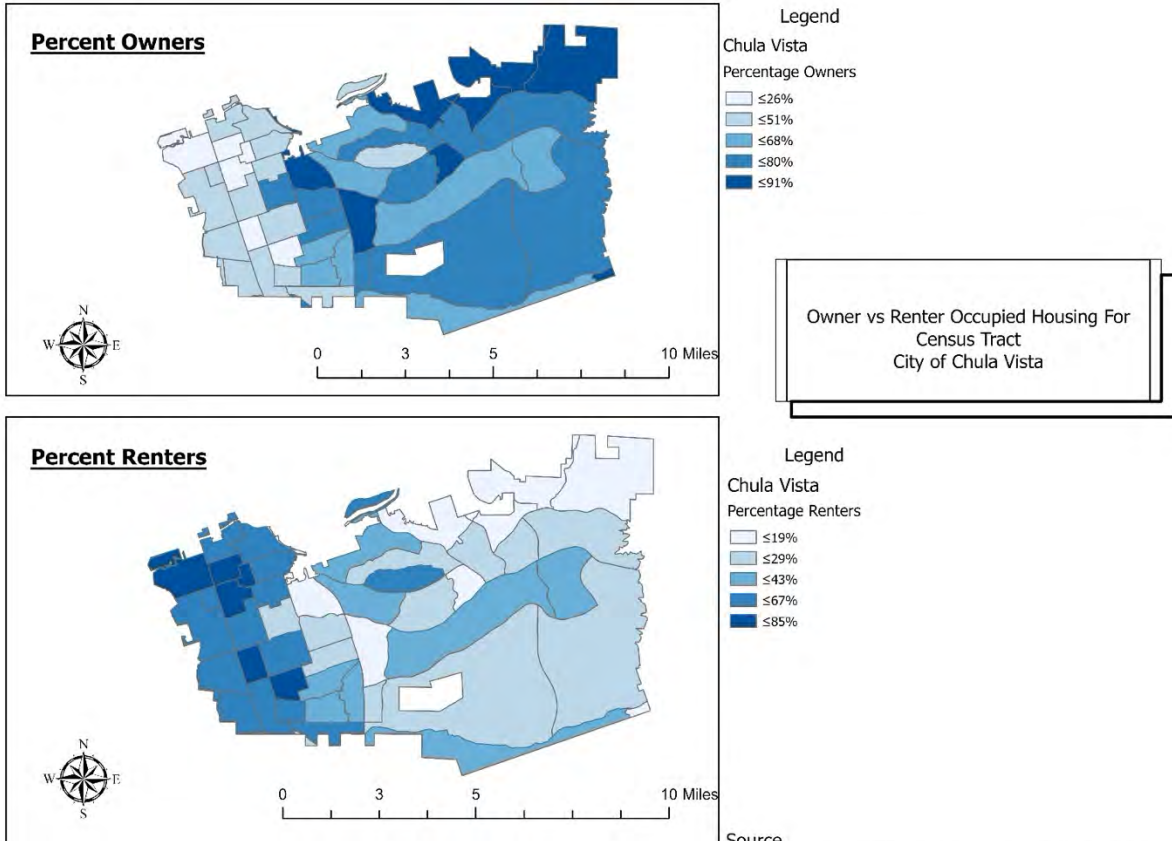 Percent Owners
N
W E
S
0 3 5 10 Miles
Legend
Chula Vista
Percentage Owners
≤26%
≤51%
≤68%
≤80%
≤91%
Owner vs Renter Occupied Housing For
Census Tract
City of Chula Vista
Percent Renters
N
W E
S
0 3 5 10 Miles
Legend
Chula Vista
Percentage Renters
≤19%
≤29%
≤43%
≤67%
≤85%
Source